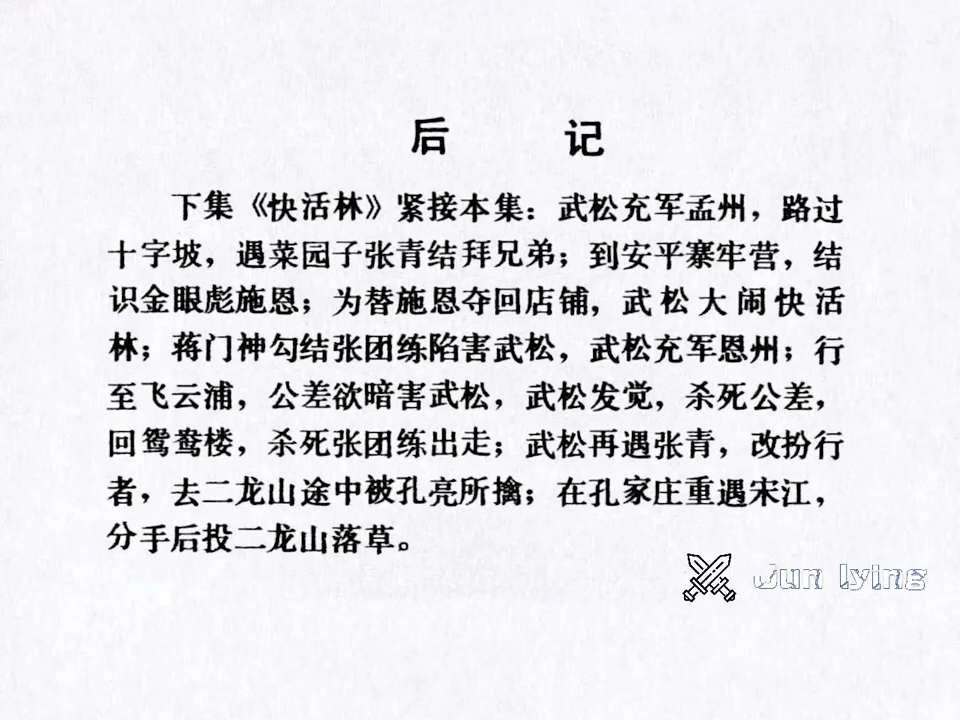 后 记
下集《快活林》紧接本集：武松充军孟州，路过
十字坡，遇菜园子张青结拜兄弟；到安平寨牢营，结
识金眼彪施恩；为替施恩夺回店铺，武松大闹快活
林；蒋门神勾结张团练陷害武松，武松充军恩州；行
至飞云浦，公差欲暗害武松，武松发觉，杀死公差，
回鸳鸯楼，杀死张团练出走；武松再遇张青，改扮行
者，去二龙山途中被孔亮所擒；在孔家庄重遇宋江，
分手后投二龙山落草。
Jun lying